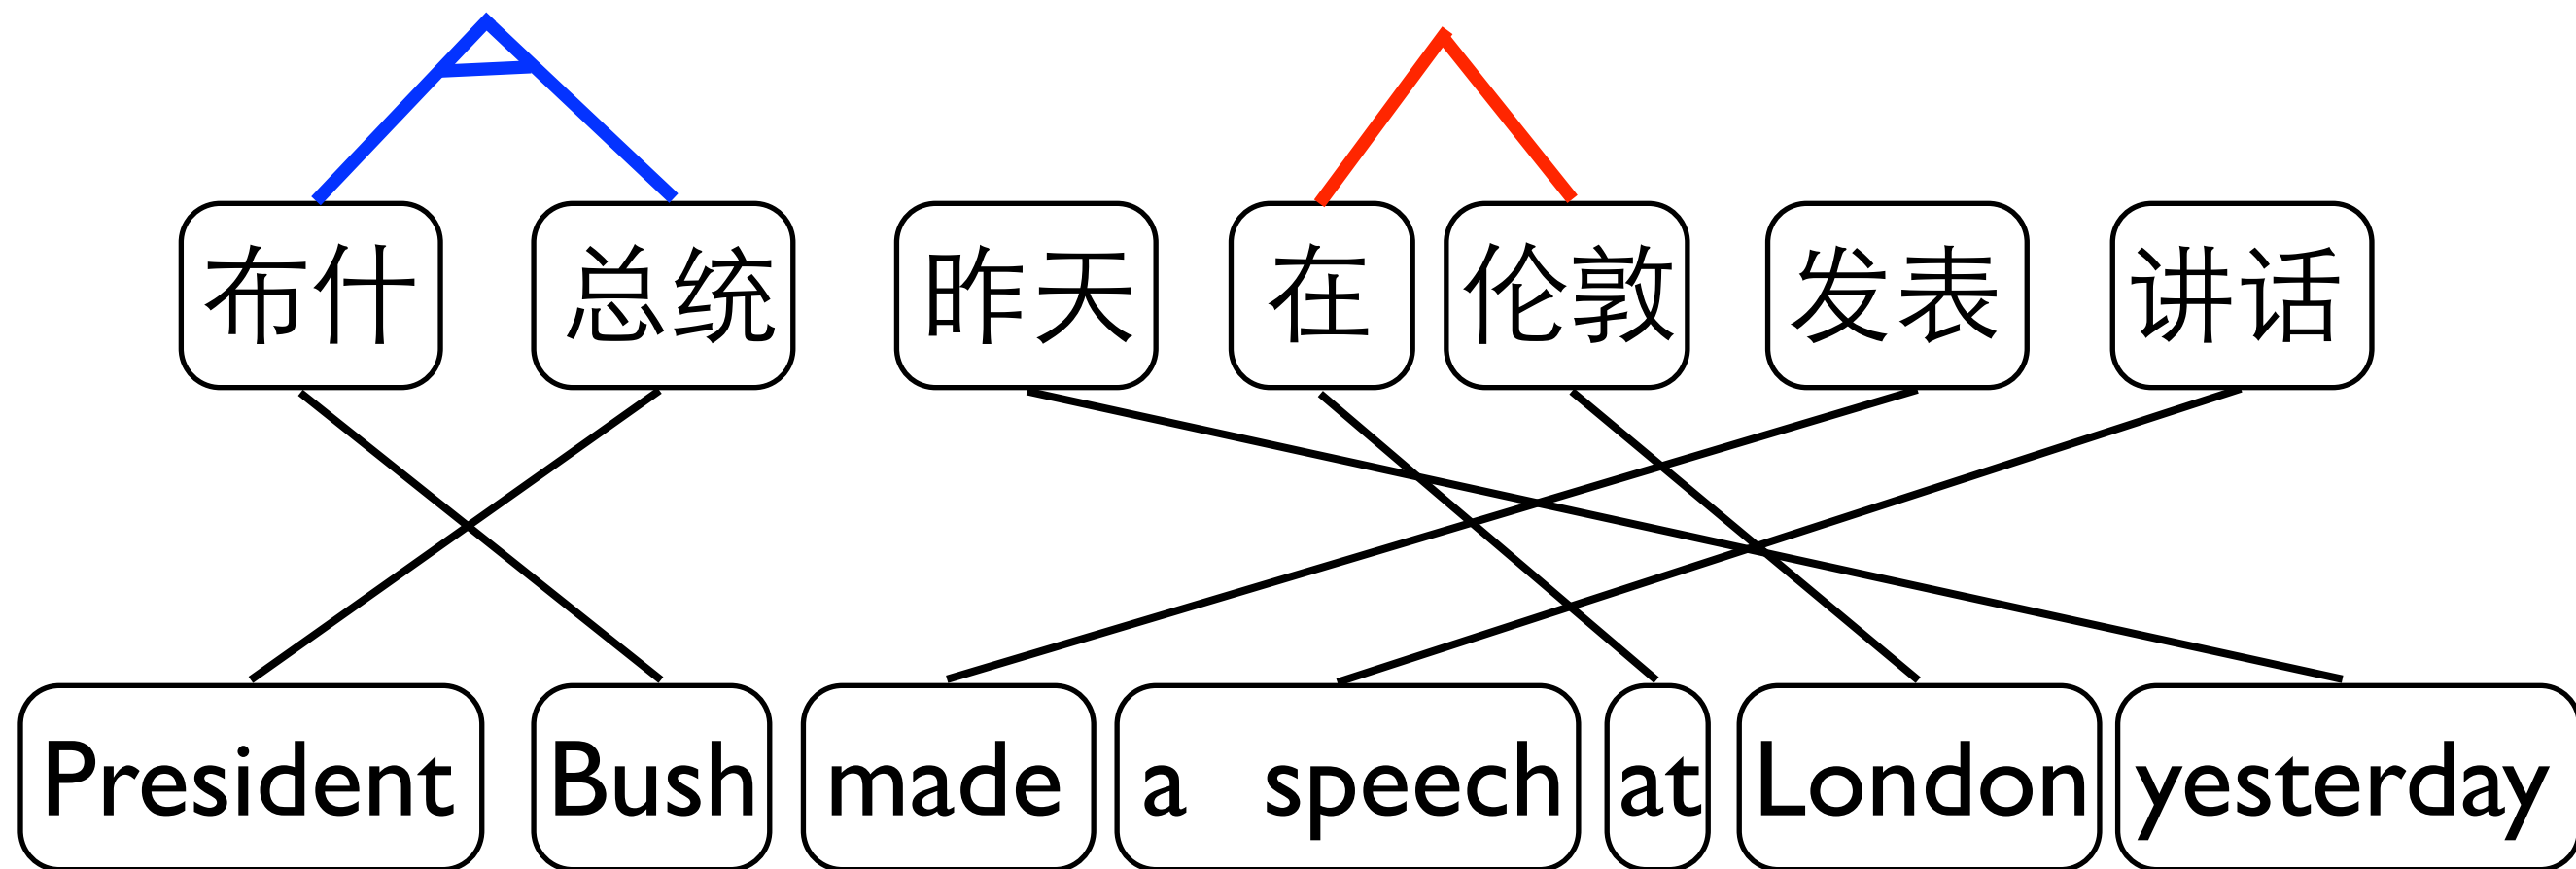 布什 总统 昨天 在 伦敦 发表 讲话
President Bush made a speech at London yesterday